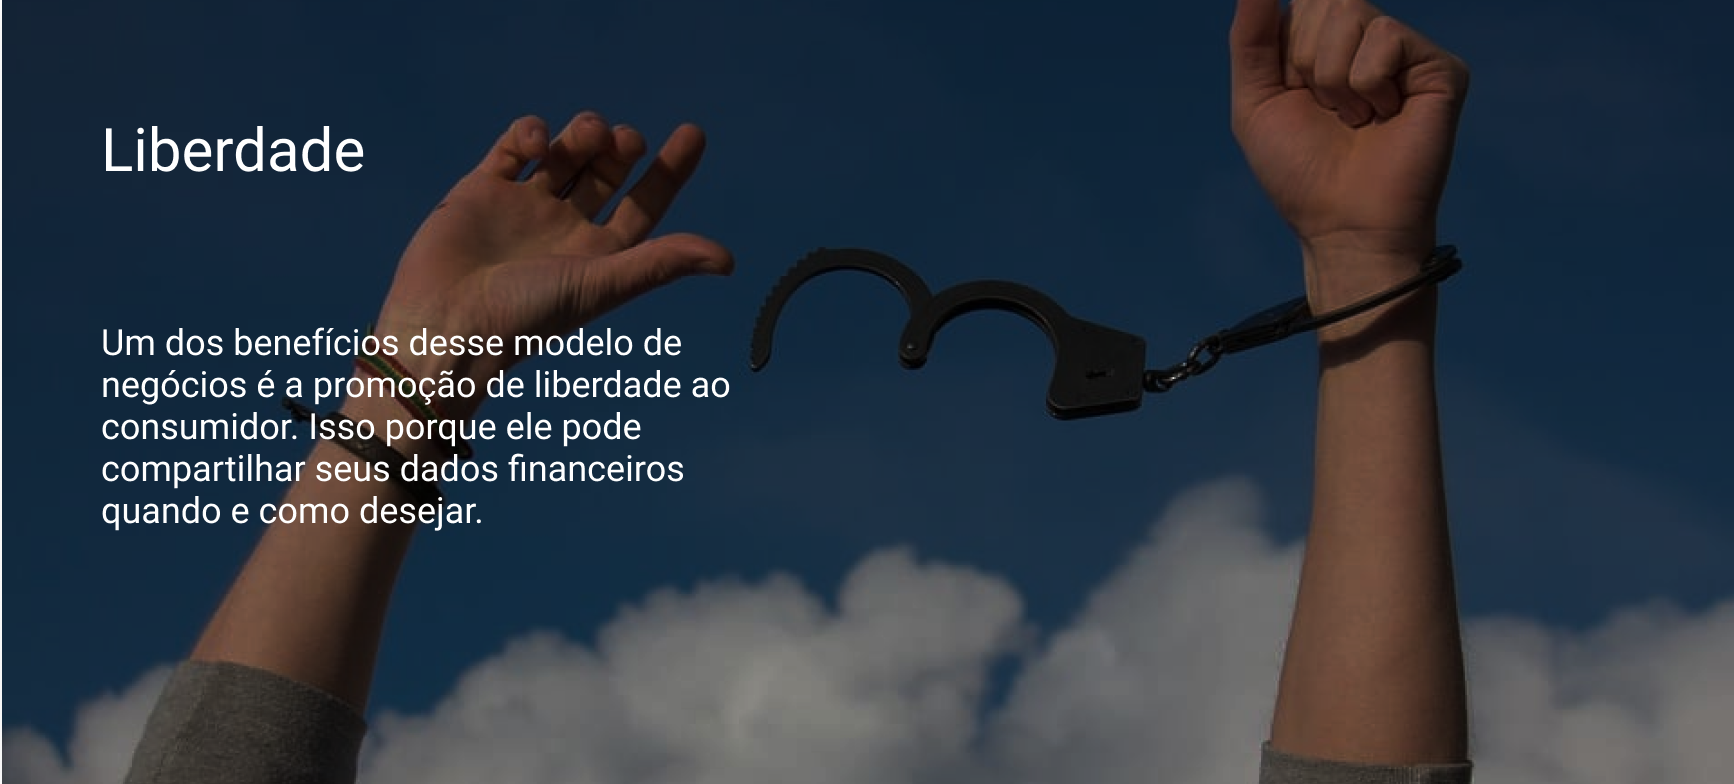 Liberdade
Um dos benefícios desse modelo de
negócios é a promoção de liberdade ao
consumidor. Isso porque ele pode
compartilhar seus dados financeiros
quando e como desejar.